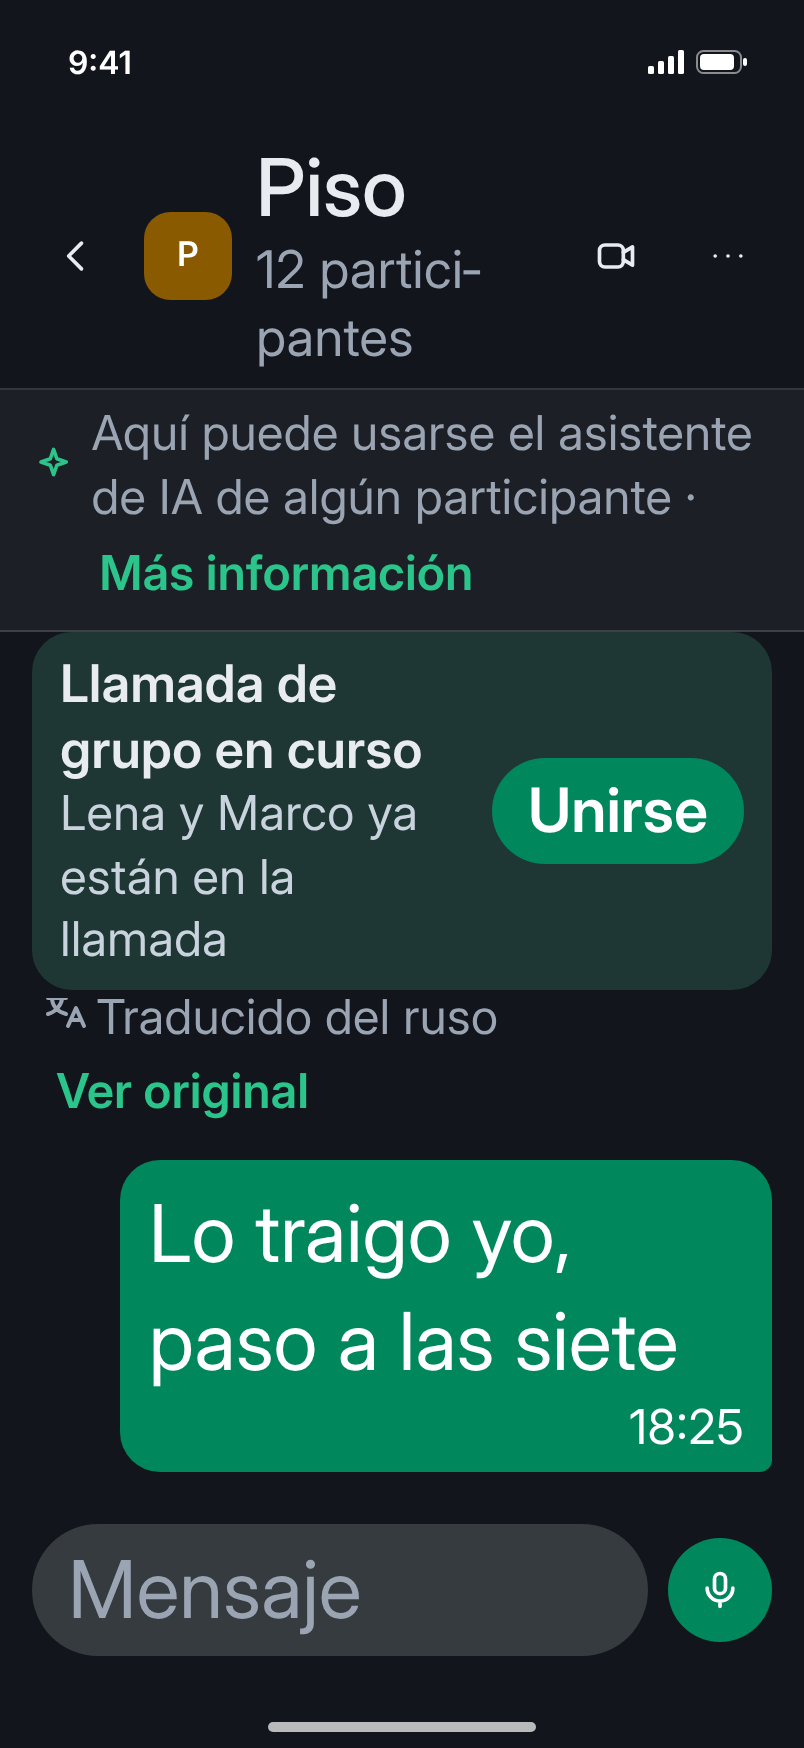 9:41
Piso
P
12 partici-
pantes
Aquí puede usarse el asistente
de IA de algún participante ·
Más información
Llamada de
grupo en curso
Lena y Marco ya
están en la
llamada
Unirse
Traducido del ruso
Ver original
Lo traigo yo,
paso a las siete
18:25
Mensaje